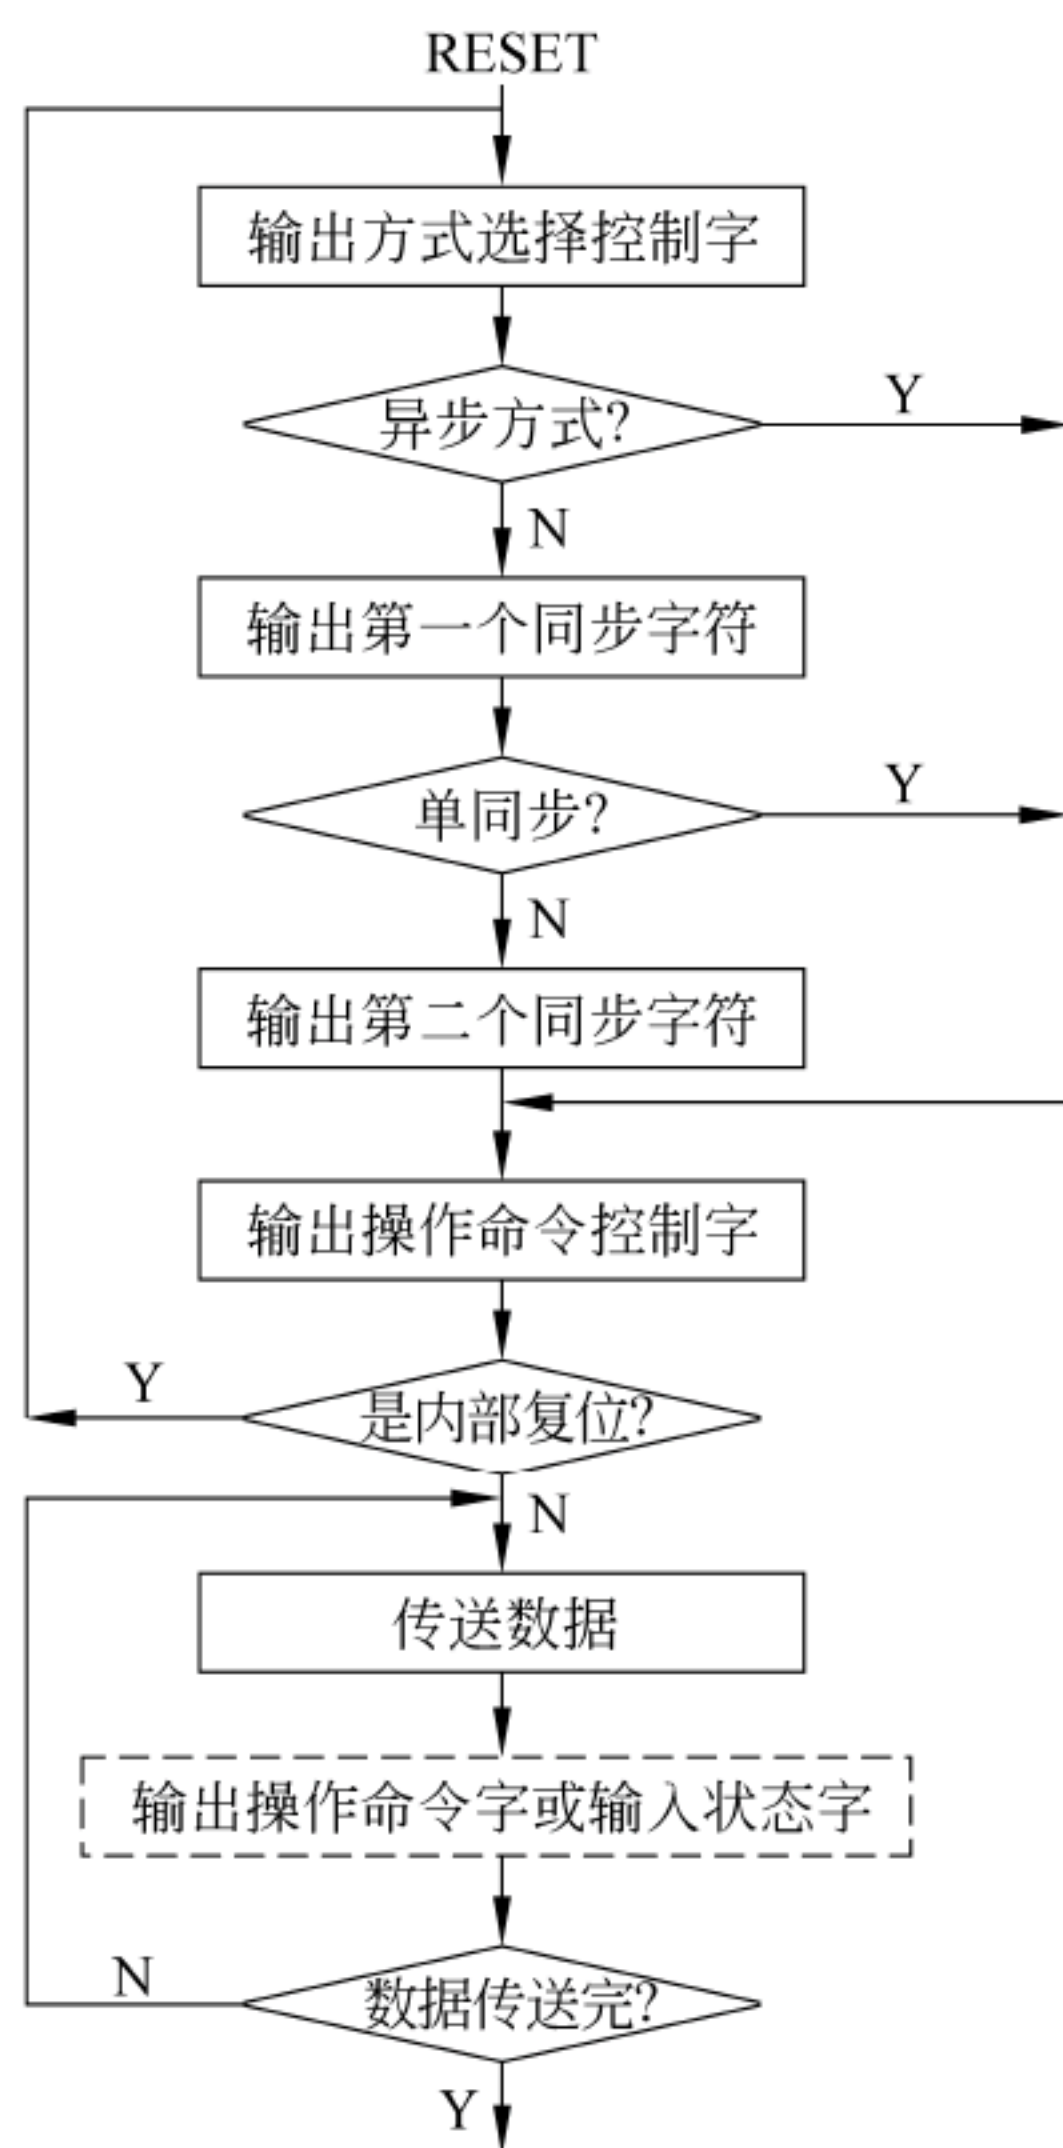 RESET
输出方式选择控制字
异步方式?
Y
N
输出第一个同步字符
单同步?
Y
N
输出第二个同步字符
输出操作命令控制字
是内部复位?
Y
N
传送数据
输出操作命令字或输入状态字
数据传送完?
N
Y